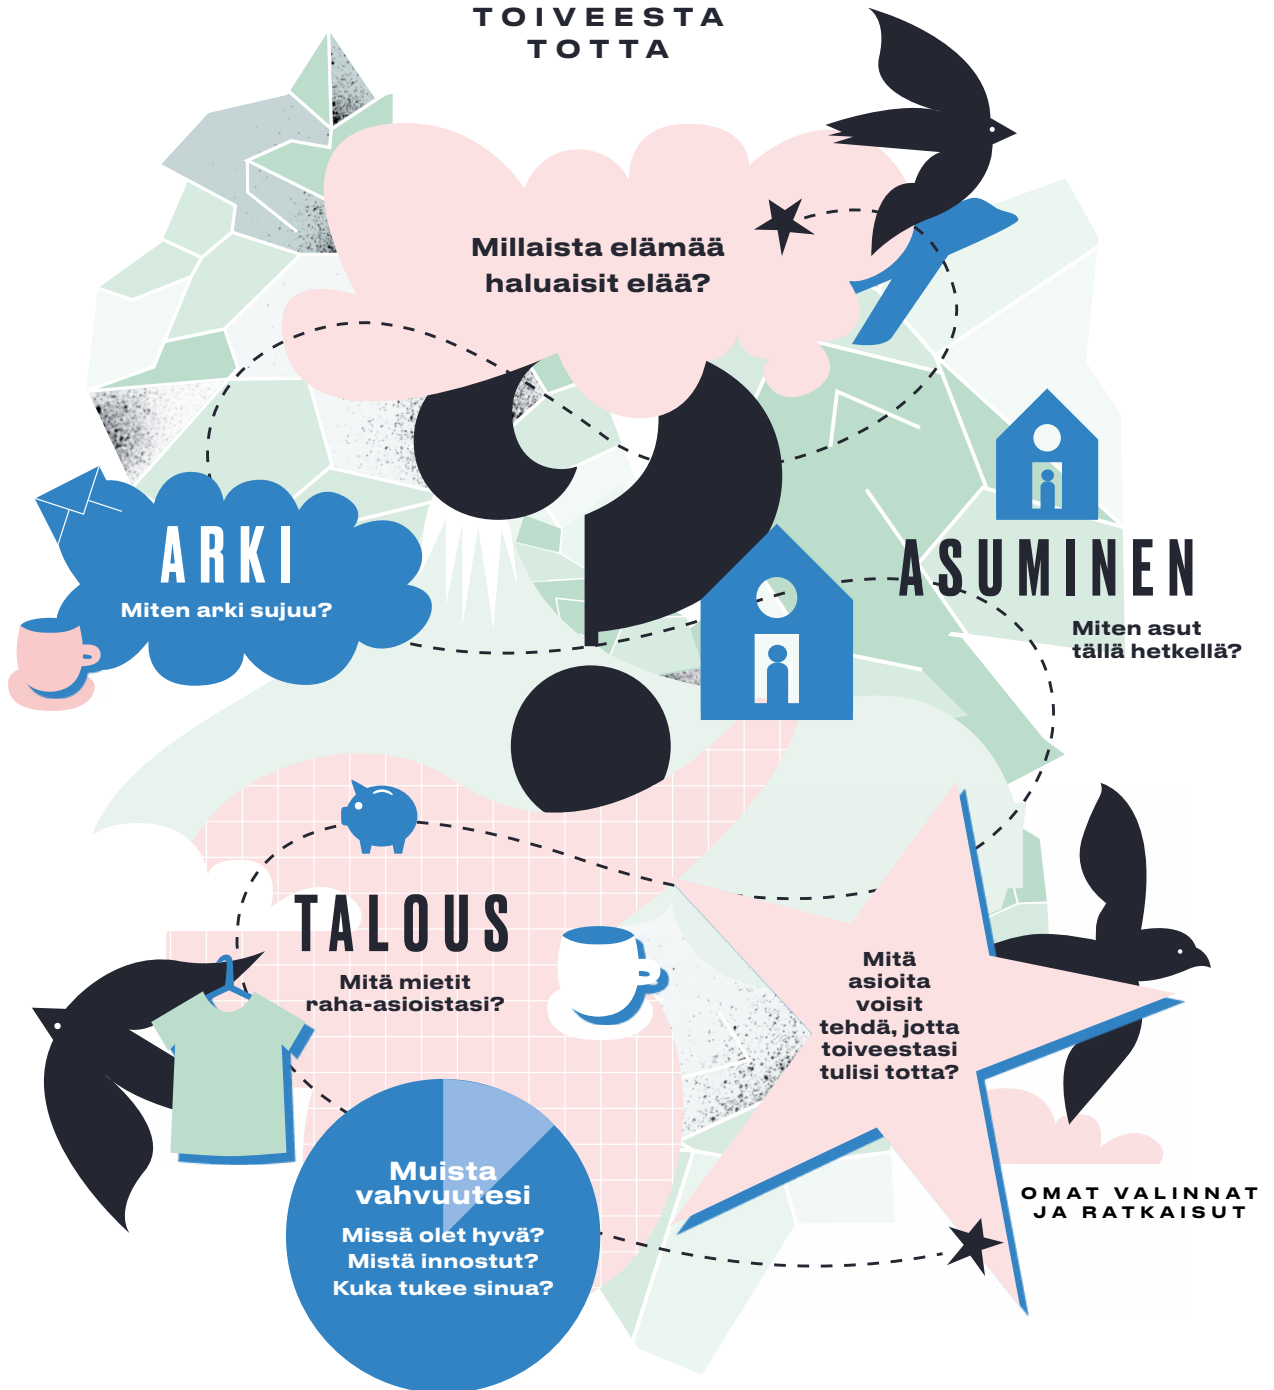 TOIVEESTA
TOTTA
Millaista elämää
haluaisit elää?
ARKI
Miten arki sujuu?
ASUMINEN
Miten asut
tällä hetkellä?
TALOUS
Mitä mietit
raha-asioistasi?
Mitä
asioita
voisit
tehdä, jotta
toiveestasi
tulisi totta?
Muista
vahvuutesi
Missä olet hyvä?
Mistä innostut?
Kuka tukee sinua?
OMAT VALINNAT
JA RATKAISUT